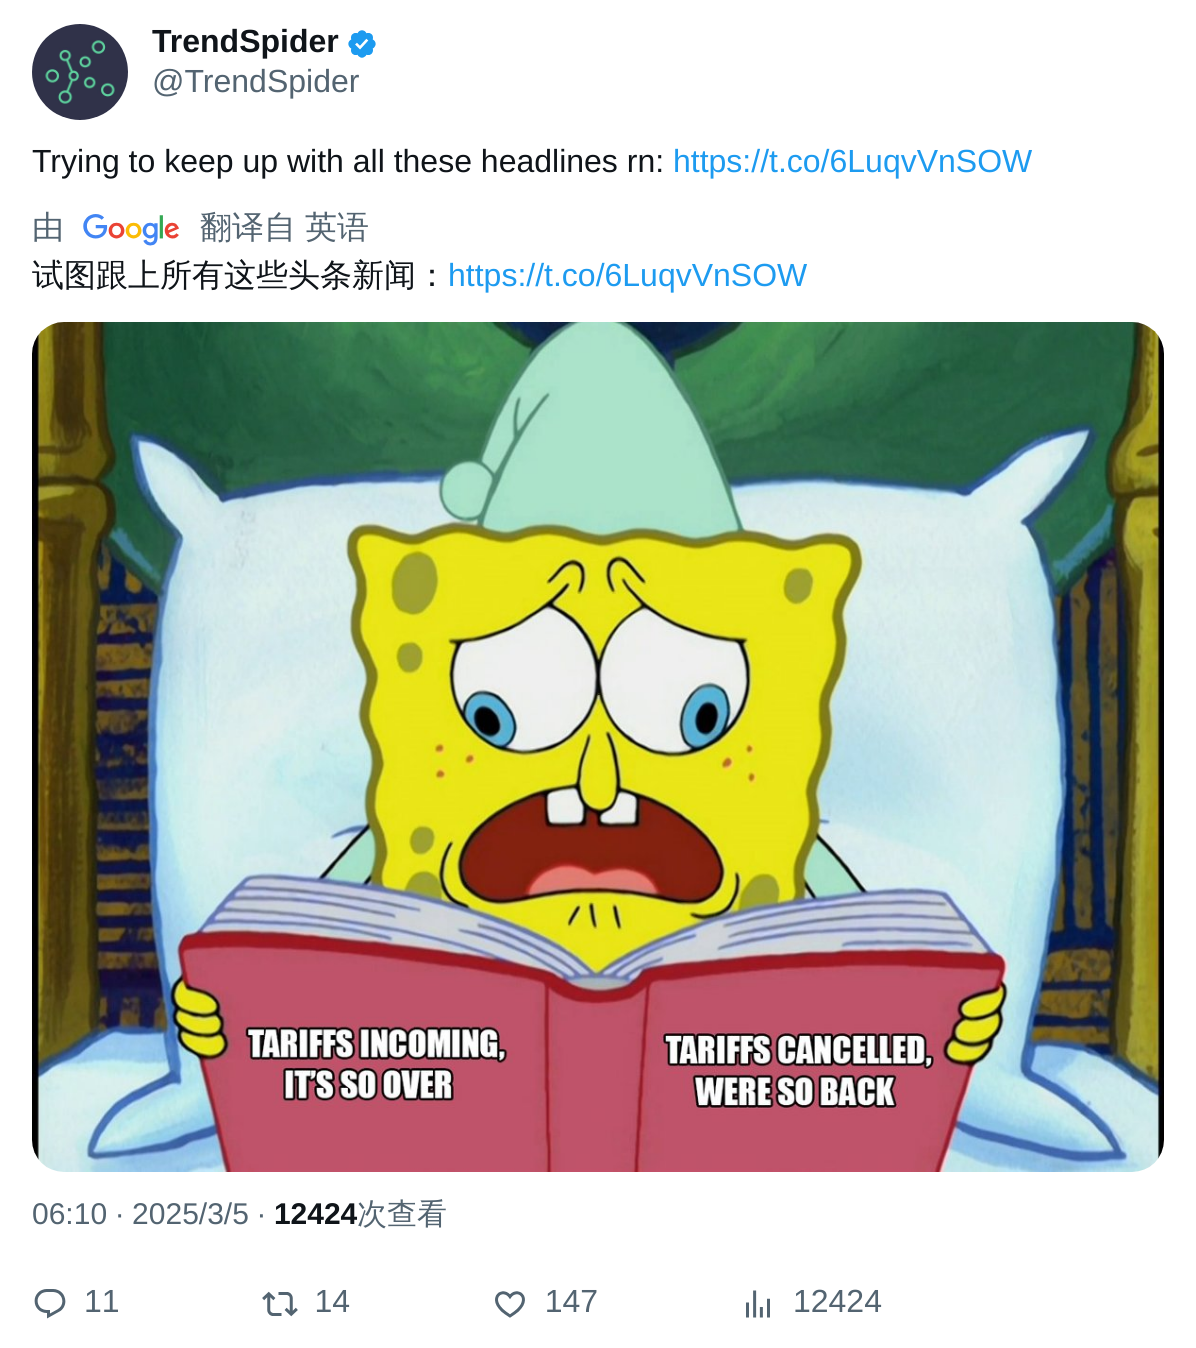 TrendSpider
@TrendSpider
Trying to keep up with all these headlines rn: https://t.co/6LuqvVnSOW
由 Google 翻译自 英语
试图跟上所有这些头条新闻：https://t.co/6LuqvVnSOW
TARIFFS INCOMING,
IT'S SO OVER
TARIFFS CANCELLED,
WERE SO BACK
06:10 · 2025/3/5 · 12424次查看
11 14 147 12424